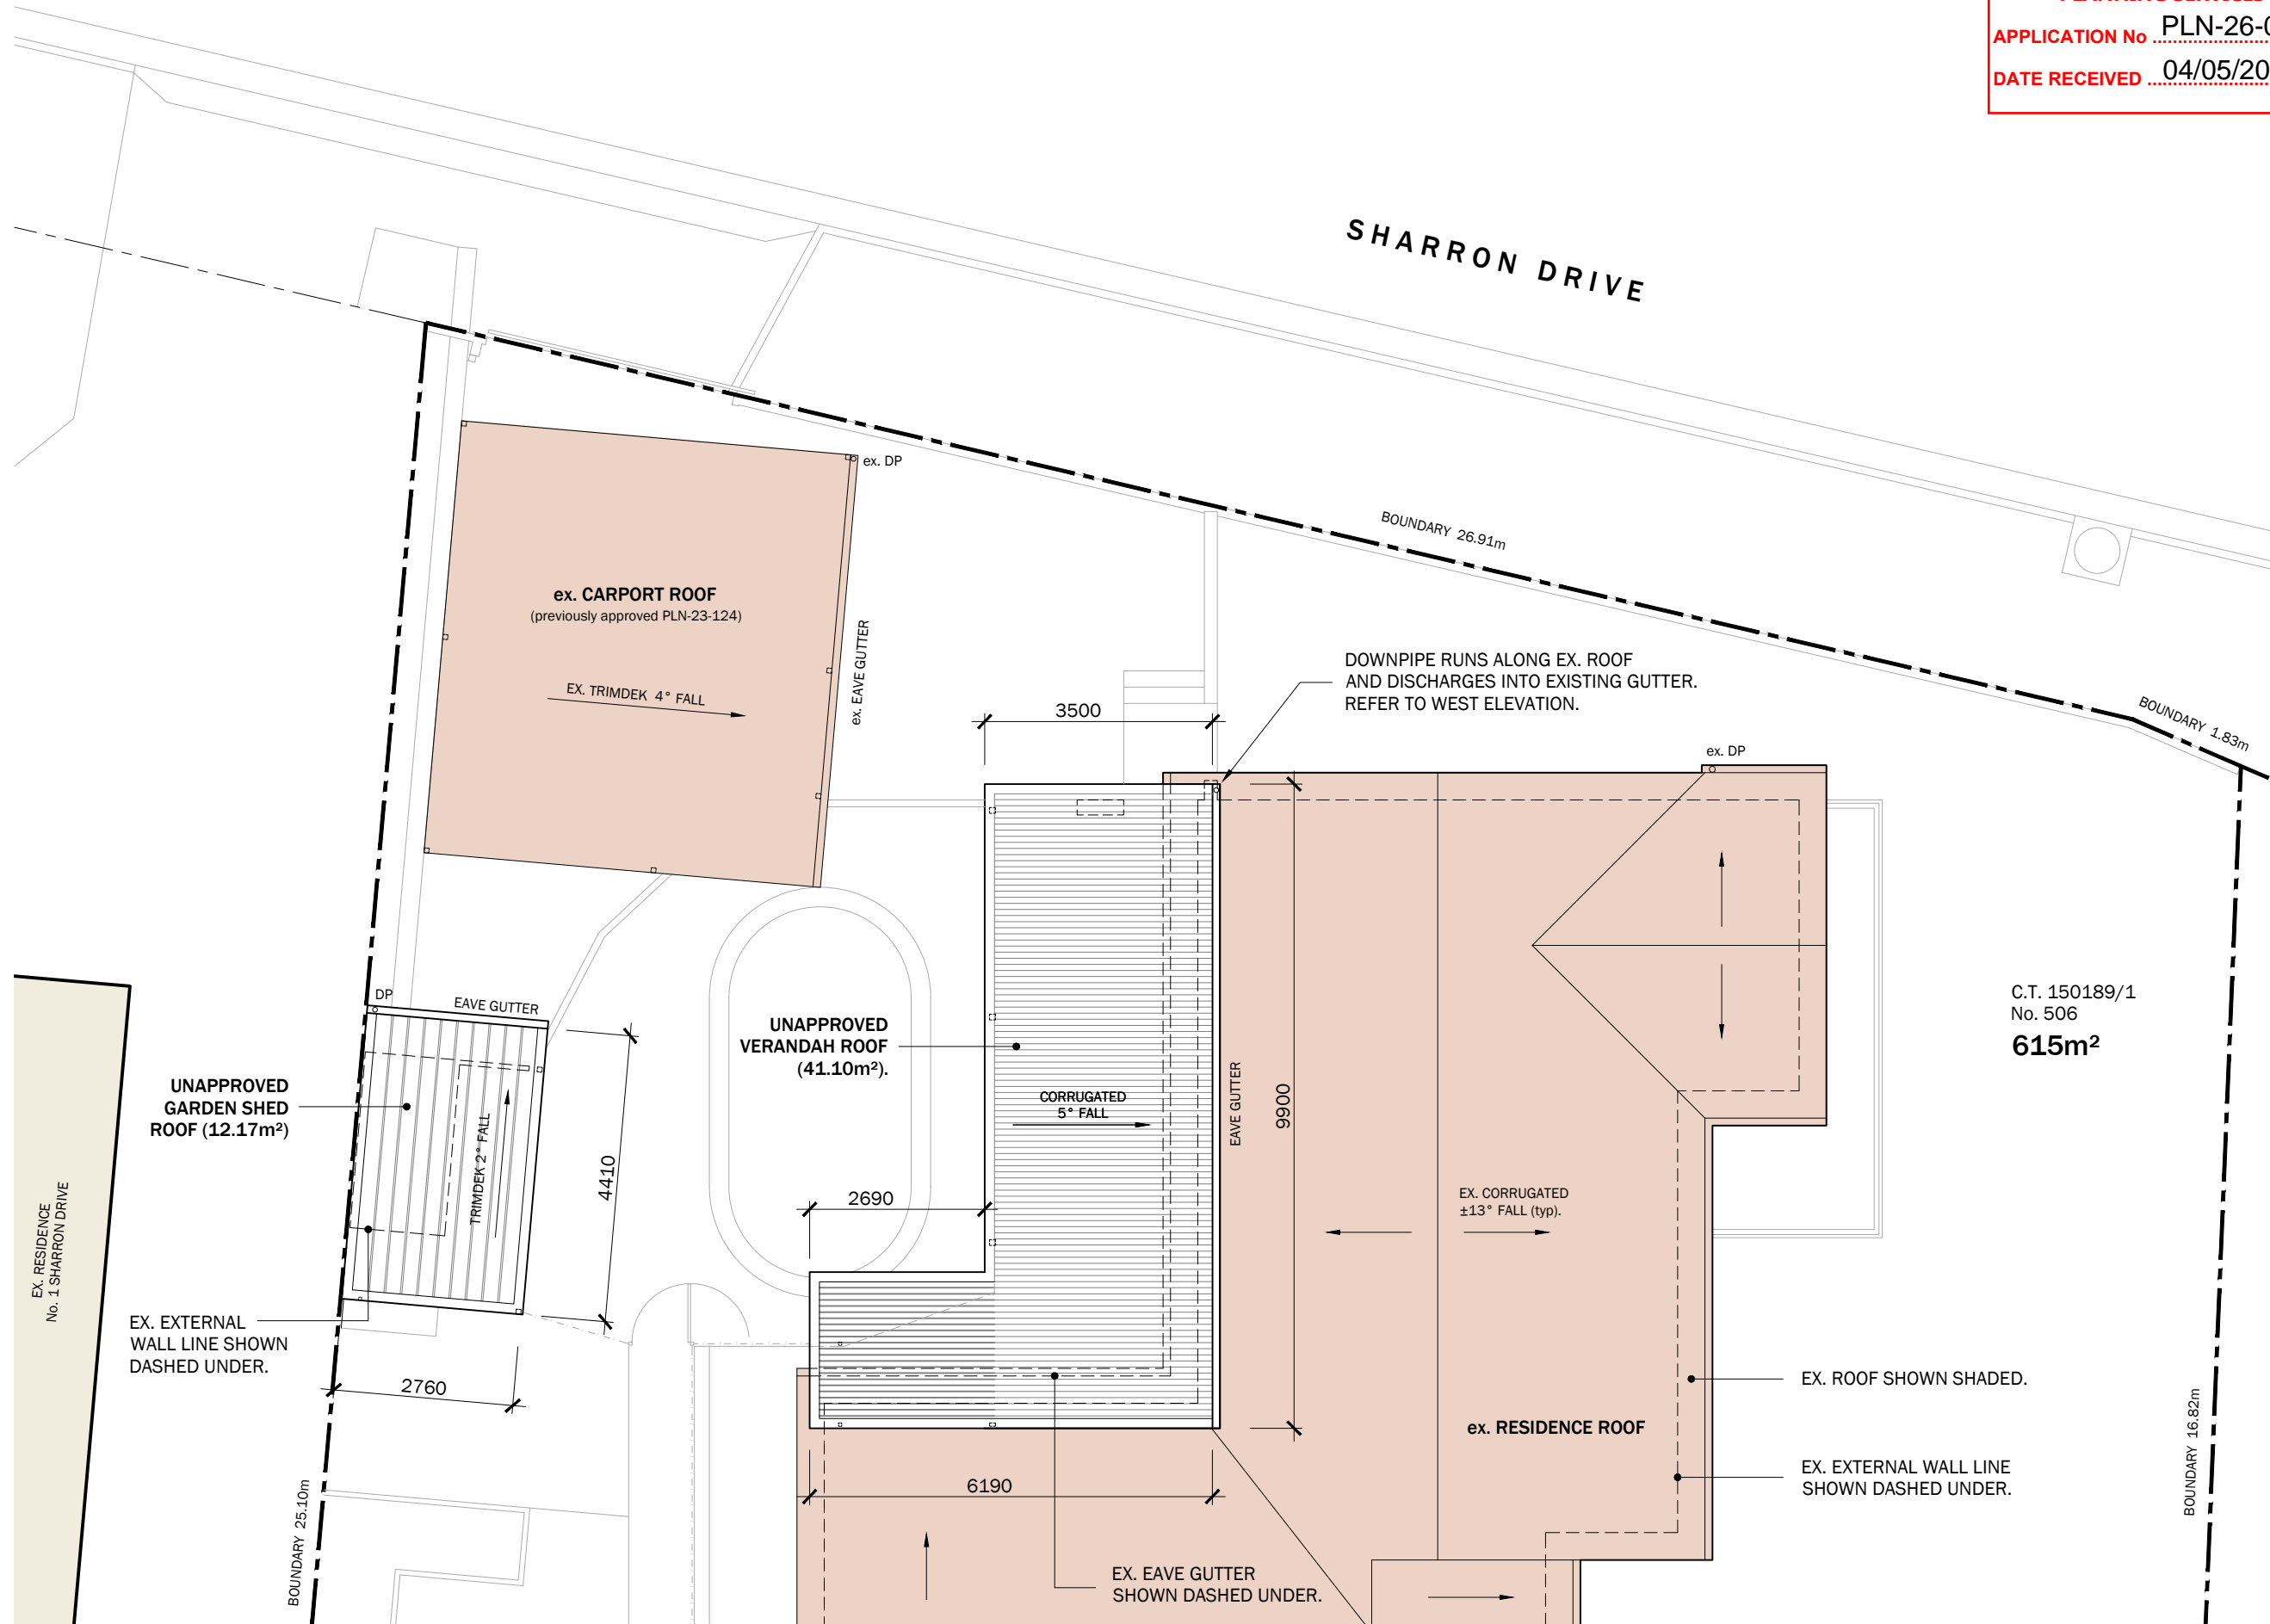 APPLICATION No PLN-26-0
DATE RECEIVED 04/05/20
SHARRON DRIVE
ex. DP
BOUNDARY 26.91m
ex. CARPORT ROOF
(previously approved PLN-23-124)
EX. TRIMDEK 4° FALL
ex. EAVE GUTTER
DOWNPIPE RUNS ALONG EX. ROOF
AND DISCHARGES INTO EXISTING GUTTER.
REFER TO WEST ELEVATION.
3500
BOUNDARY 1.83m
ex. DP
DP
EAVE GUTTER
UNAPPROVED
VERANDAH ROOF
(41.10m²).
C.T. 150189/1
No. 506
615m²
UNAPPROVED
GARDEN SHED
ROOF (12.17m²)
TRIMDEK 2° FALL
4410
CORRUGATED
5° FALL
EAVE GUTTER
9900
2690
EX. CORRUGATED
±13° FALL (typ).
EX. RESIDENCE
No. 1 SHARRON DRIVE
EX. EXTERNAL
WALL LINE SHOWN
DASHED UNDER.
2760
EX. ROOF SHOWN SHADED.
ex. RESIDENCE ROOF
EX. EXTERNAL WALL LINE
SHOWN DASHED UNDER.
BOUNDARY 16.82m
6190
BOUNDARY 25.10m
EX. EAVE GUTTER
SHOWN DASHED UNDER.